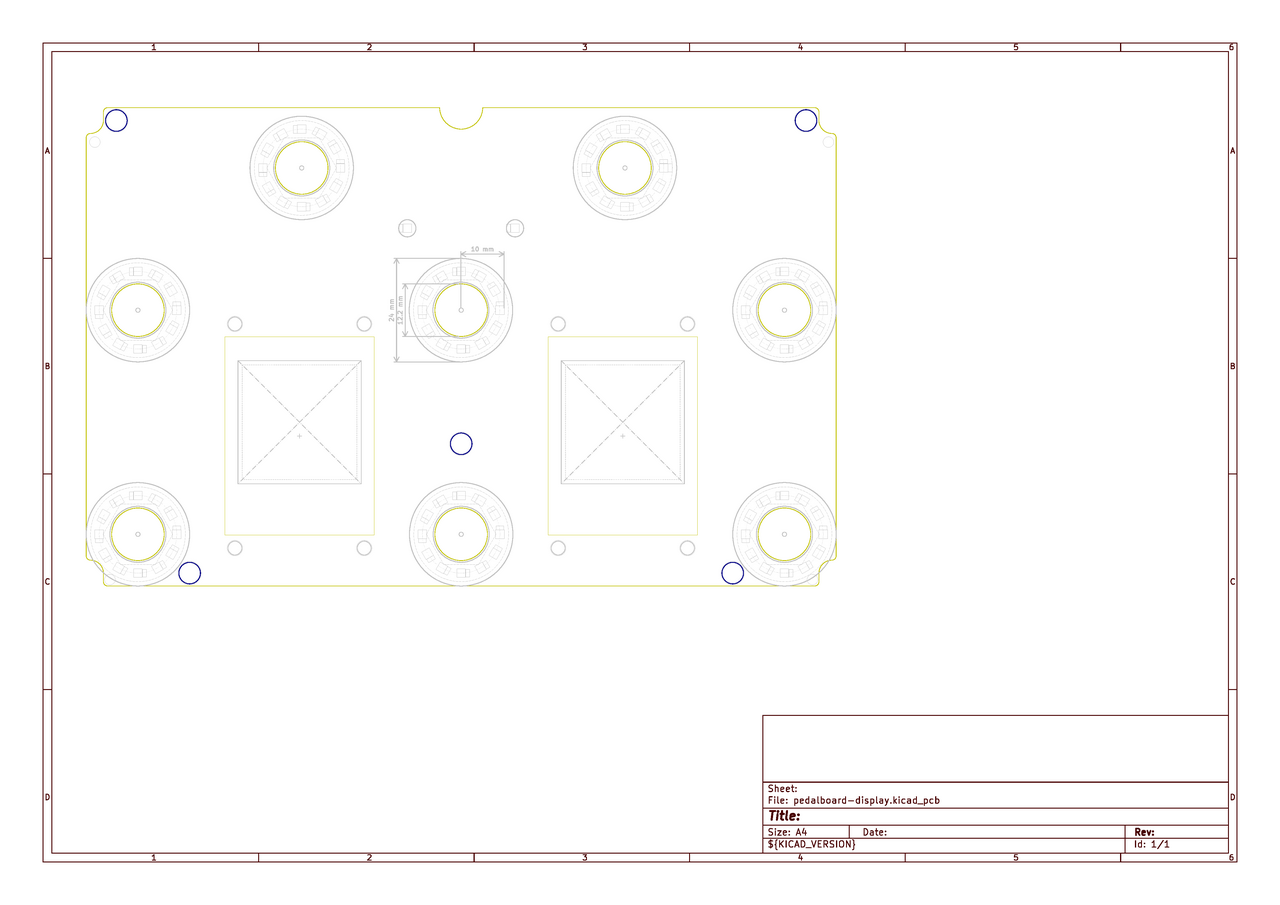 1 2 3 4 5 6
A A
10 mm
24 mm
12.2 mm
B B
C C
D D
Sheet:
File: pedalboard-display.kicad_pcb
Title:
Size: A4 Date: Rev:
${KICAD_VERSION} Id: 1/1
1 2 3 4 5 6